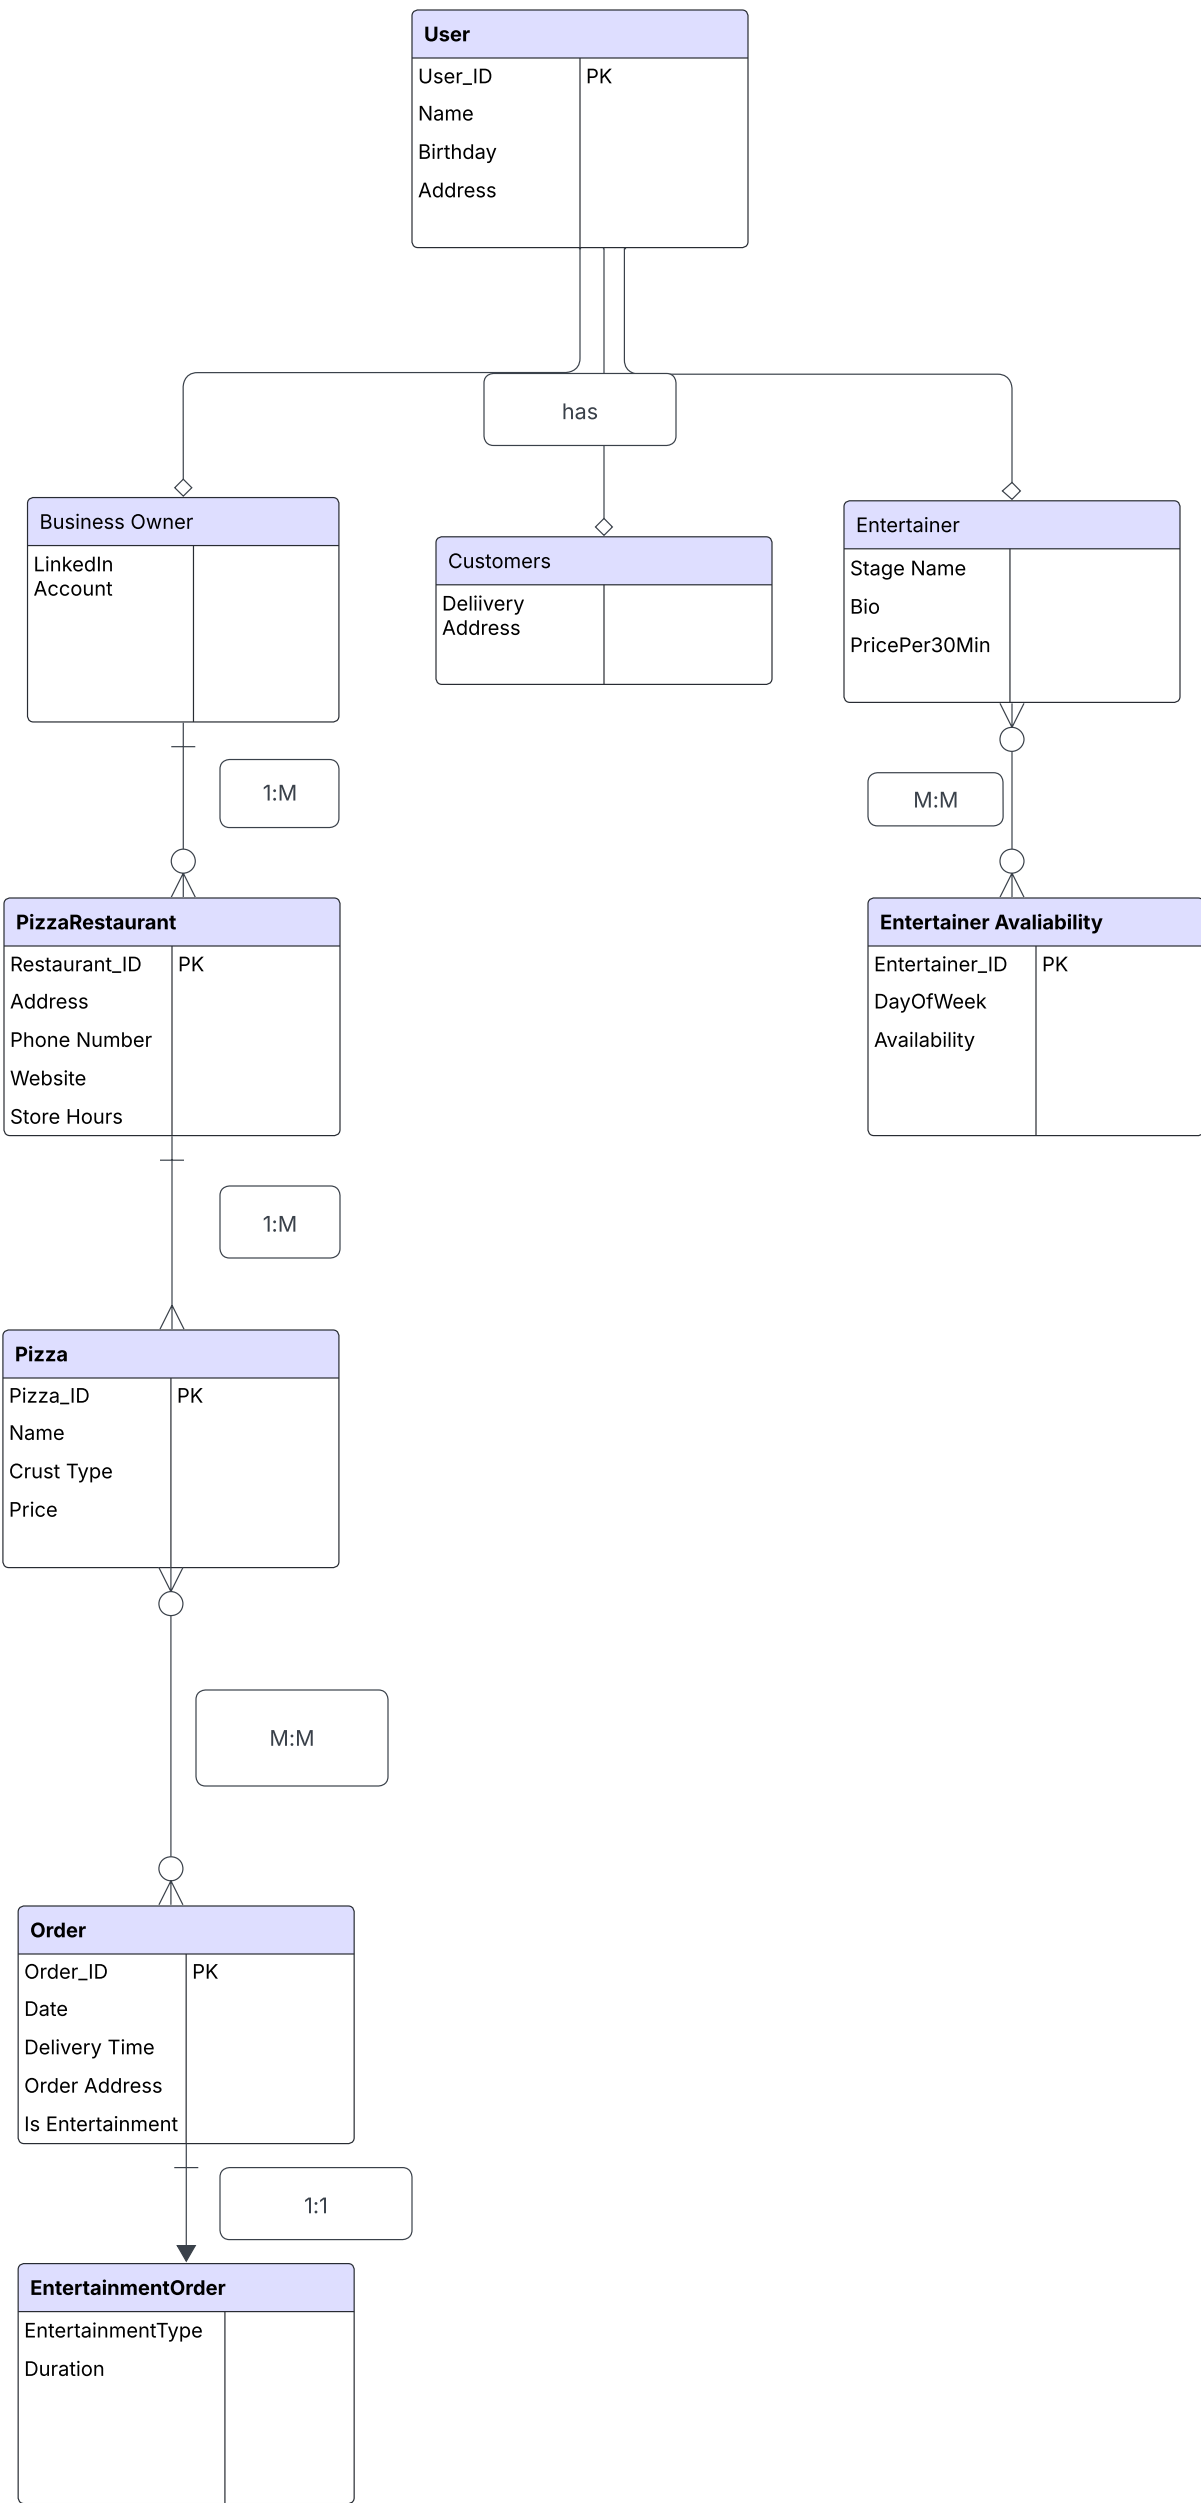 User
User_ID PK
Name
Birthday
Address
has
Business Owner
LinkedIn
Account
Customers
Deliivery
Address
Entertainer
Stage Name
Bio
PricePer30Min
1:M
M:M
PizzaRestaurant
Restaurant_ID PK
Address
Phone Number
Website
Store Hours
Entertainer Avaliability
Entertainer_ID PK
DayOfWeek
Availability
1:M
Pizza
Pizza_ID PK
Name
Crust Type
Price
M:M
Order
Order_ID PK
Date
Delivery Time
Order Address
Is Entertainment
1:1
EntertainmentOrder
EntertainmentType
Duration